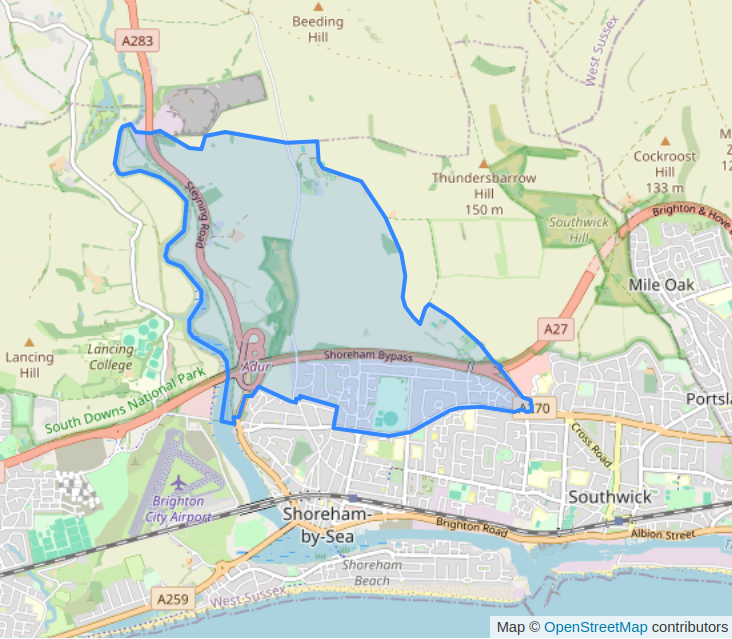 Beeding
Hill
A283
West Sussex
Thundersbarrow
Hill
150 m
Cockroost
Hill
133 m
Southwick
Hill
Steyning Road
Brighton & Hove
Mile Oak
A27
Lancing
Hill
Lancing
College
Shoreham Bypass
Adur
South Downs National Park
70
Cross Road
Brighton
City Airport
Shoreham-
by-Sea
Southwick
Brighton Road
Albion Street
Shoreham
Beach
A259
West Sussex
Map © OpenStreetMap contributors